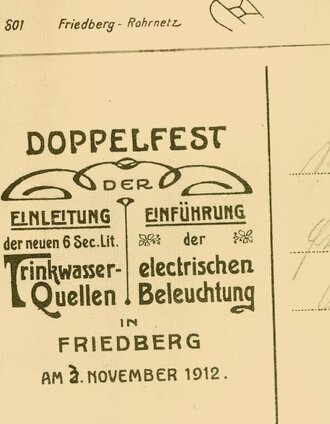 801 Friedberg - Rohrnetz
DOPPELFEST
DER
EINLEITUNG
der neuen 6 Sec. Lit.
Trinkwasser-
Quellen
EINFÜHRUNG
der
electrischen
Beleuchtung
IN
FRIEDBERG
AM 3. NOVEMBER 1912.